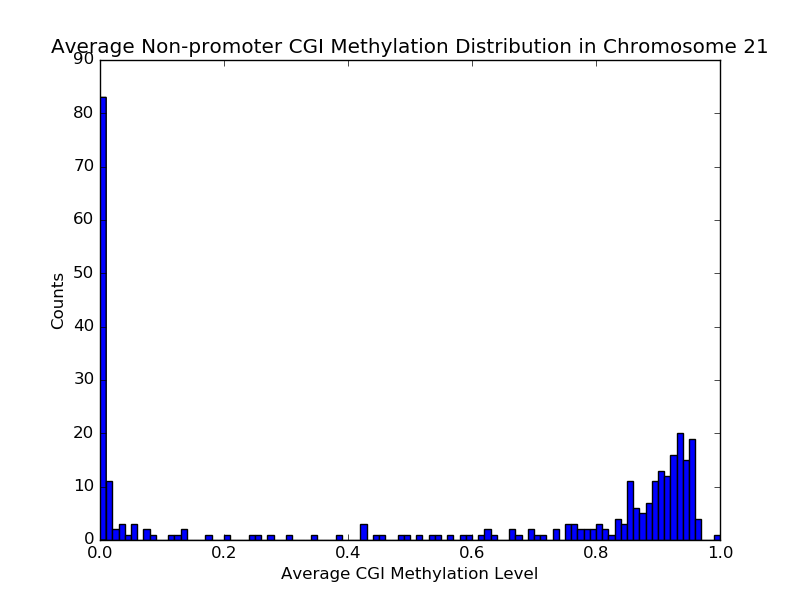 Average Non-promoter CGI Methylation Distribution in Chromosome 21
90
80
70
60
50
40
30
20
10
0
Counts
0.0 0.2 0.4 0.6 0.8 1.0
Average CGI Methylation Level